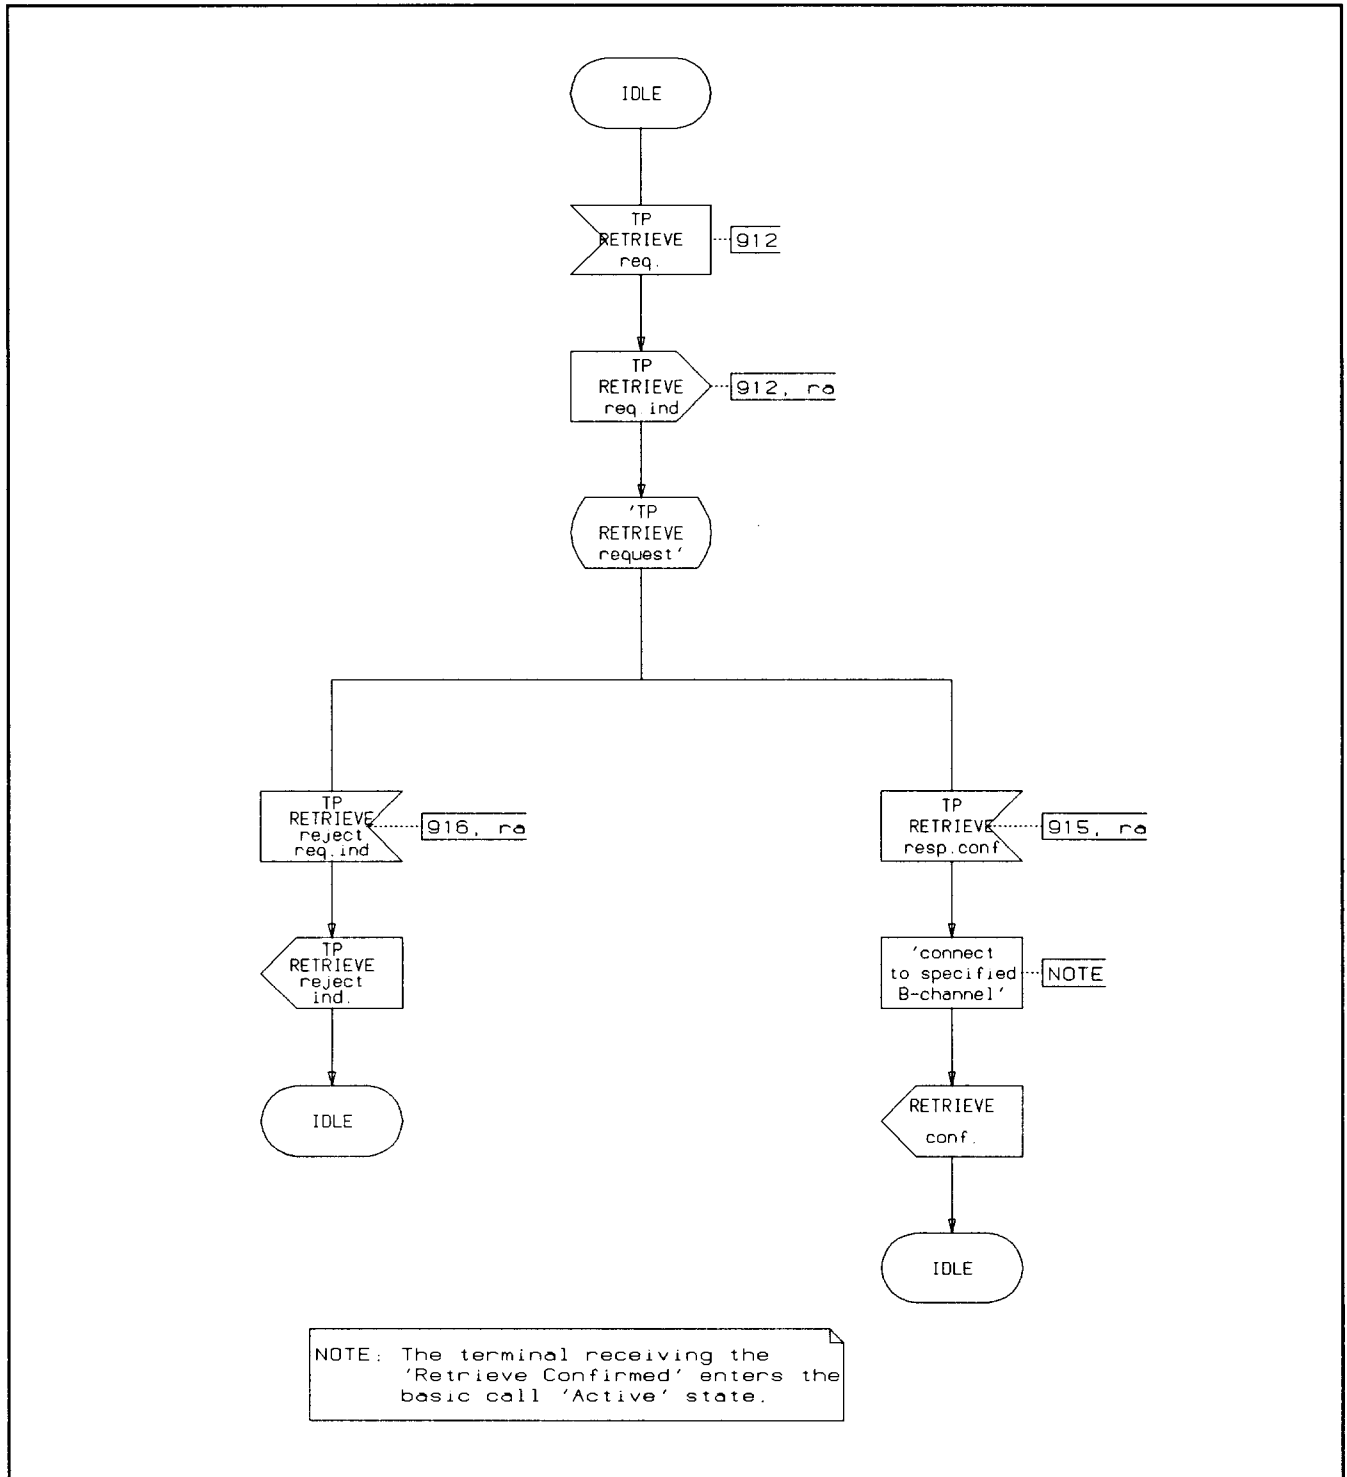 IDLE
TP
RETRIEVE
req.
912
TP
RETRIEVE
req.ind
912, ra
'TP
RETRIEVE
request'
TP
RETRIEVE
reject
req.ind
916, ra
TP
RETRIEVE
resp.conf
915, ra
TP
RETRIEVE
reject
ind.
'connect
to specified
B-channel'
NOTE
IDLE
RETRIEVE
conf.
IDLE
NOTE: The terminal receiving the
'Retrieve Confirmed' enters the
basic call 'Active' state.